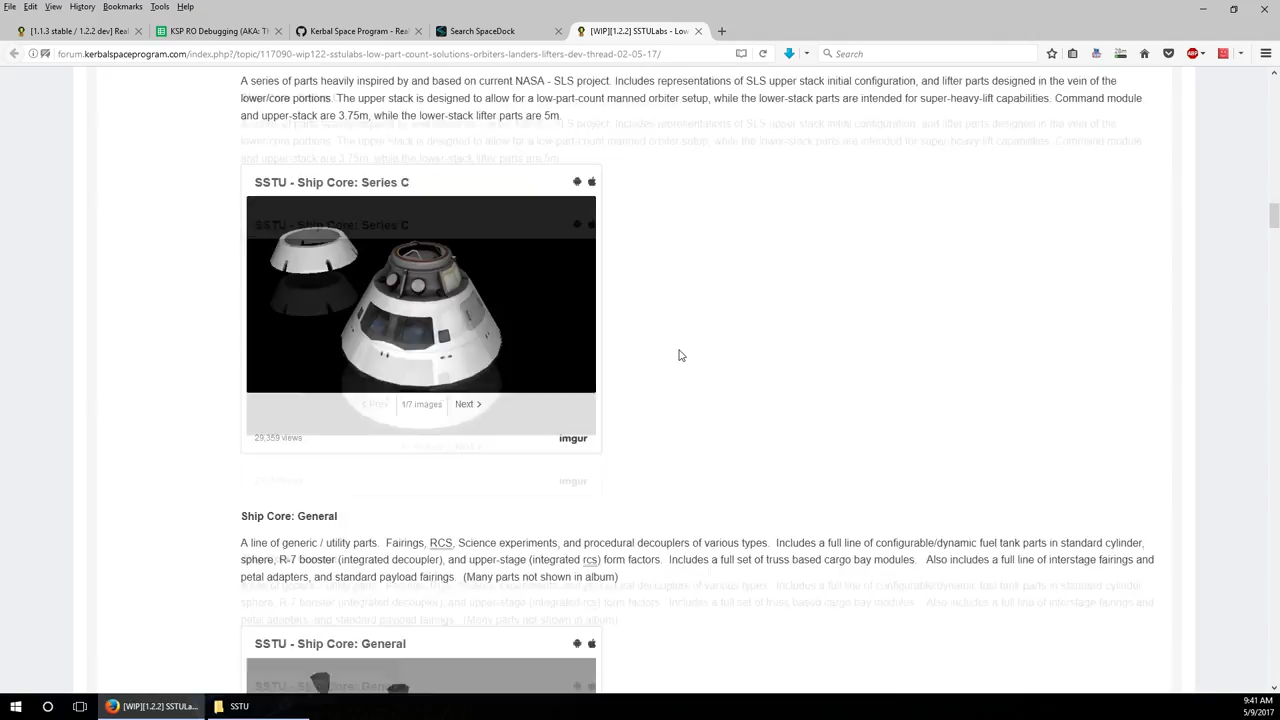 File Edit View History Bookmarks Tools Help
[1.1.3 stable / 1.2.2 dev] Real
KSP RO Debugging (AKA: Th
Kerbal Space Program - Rea
Search SpaceDock
[WIP][1.2.2] SSTULabs - Low
forum.kerbalspaceprogram.com/index.php?/topic/117090-wip122-sstulabs-low-part-count-solutions-orbiters-landers-lifters-dev-thread-02-05-17/
Search
ABP
A series of parts heavily inspired by and based on current NASA - SLS project. Includes representations of SLS upper stack initial configuration, and lifter parts designed in the vein of the
lower/core portions. The upper stack is designed to allow for a low-part-count manned orbiter setup, while the lower-stack parts are intended for super-heavy-lift capabilities. Command module
and upper-stack are 3.75m, while the lower-stack lifter parts are 5m.
SSTU - Ship Core: Series C
< Prev 1/7 images Next >
29,359 views imgur
Ship Core: General
A line of generic / utility parts. Fairings, RCS, Science experiments, and procedural decouplers of various types. Includes a full line of configurable/dynamic fuel tank parts in standard cylinder,
sphere, R-7 booster (integrated decoupler), and upper-stage (integrated rcs) form factors. Includes a full set of truss based cargo bay modules. Also includes a full line of interstage fairings and
petal adapters, and standard payload fairings. (Many parts not shown in album)
SSTU - Ship Core: General
[WIP][1.2.2] SSTULa...
SSTU
9:41 AM
5/9/2017